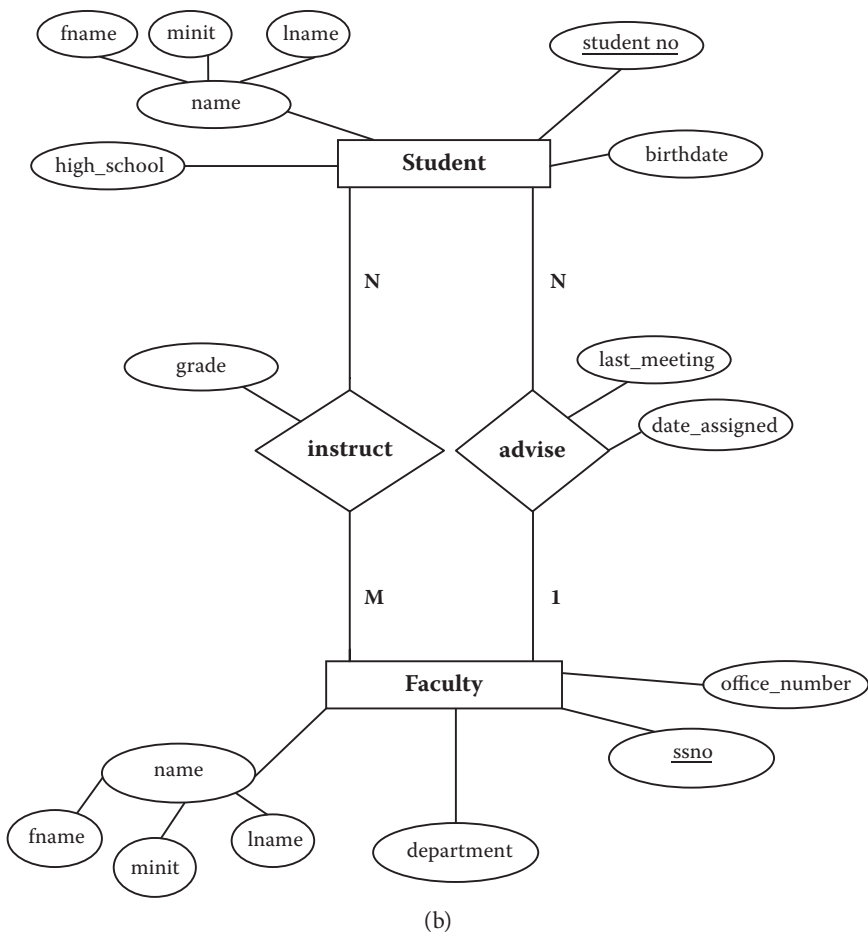 fname
minit
lname
student no
name
high_school
Student
birthdate
N
N
grade
last_meeting
date_assigned
instruct
advise
M
1
Faculty
office_number
name
ssno
fname
minit
lname
department
(b)